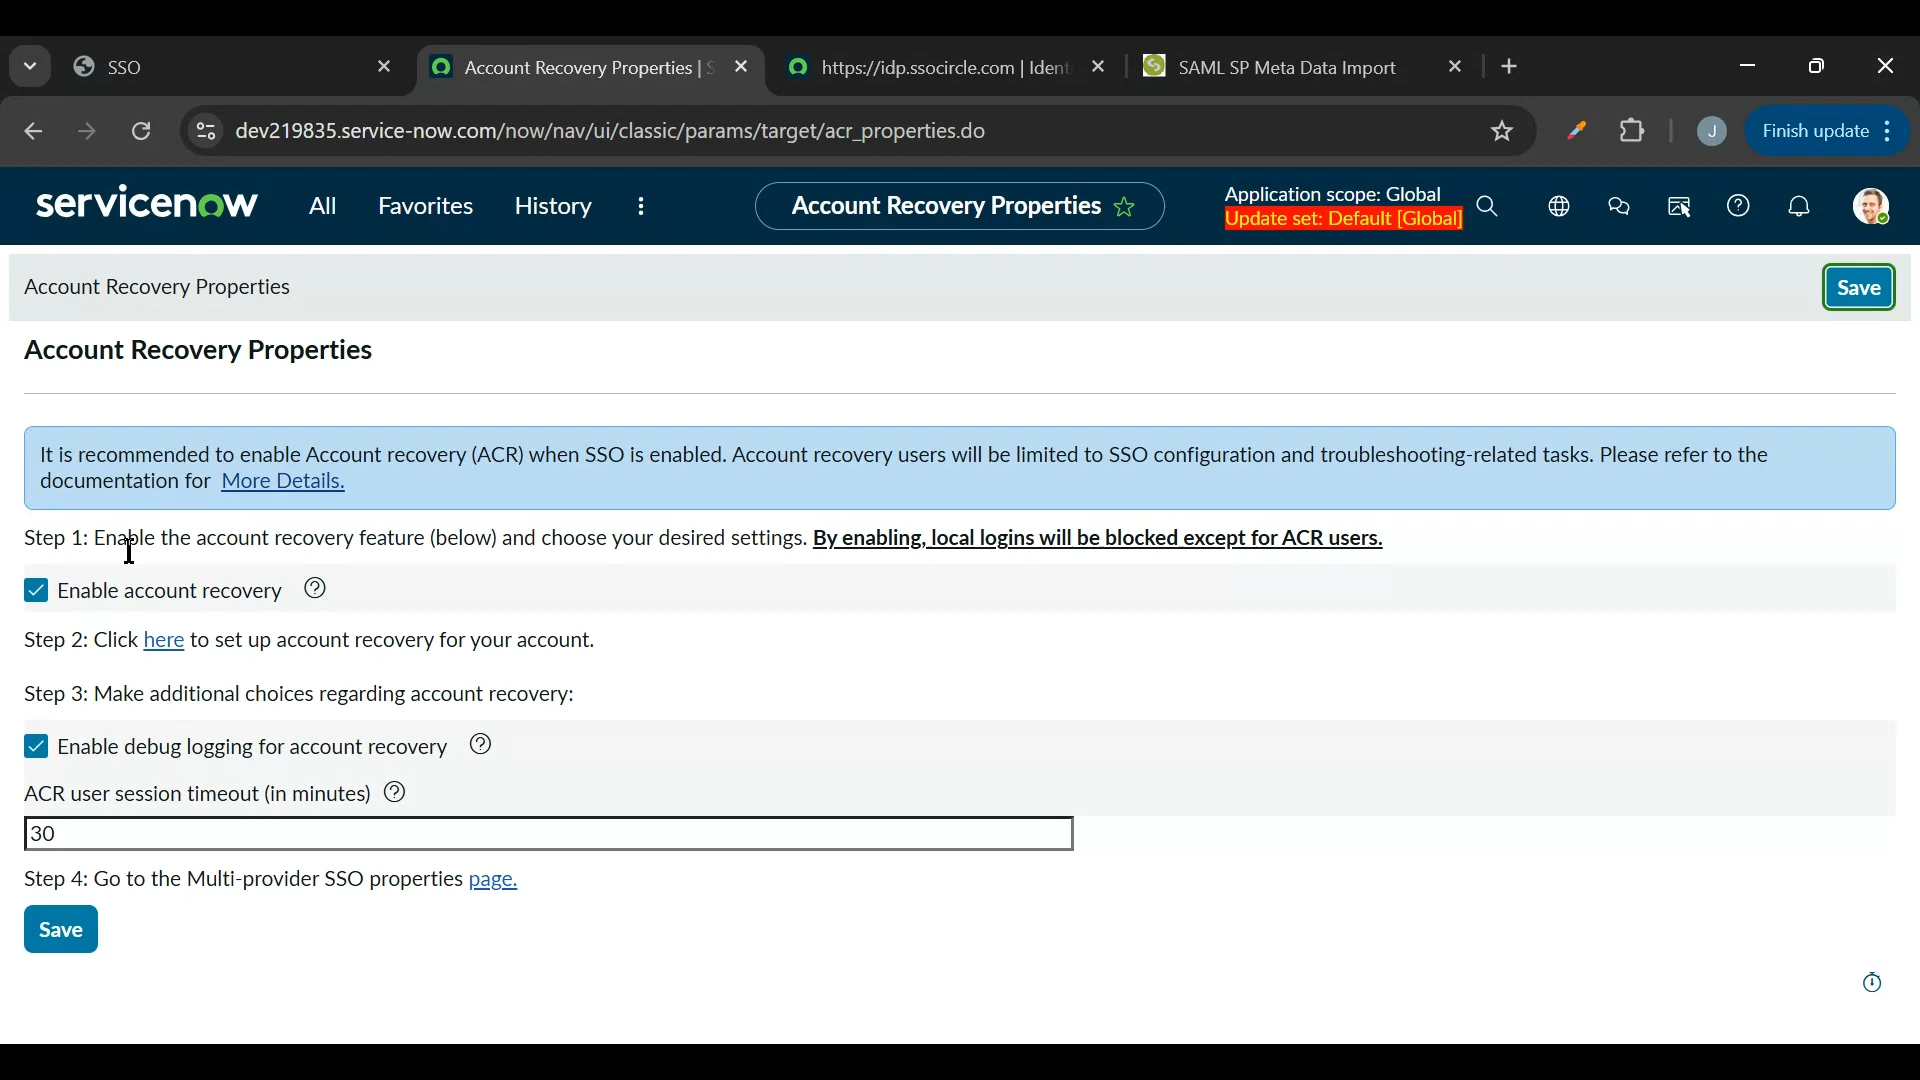 SSO
Account Recovery Properties | S
https://idp.ssocircle.com | Ident
SAML SP Meta Data Import
dev219835.service-now.com/now/nav/ui/classic/params/target/acr_properties.do
J
Finish update
servicenow
All
Favorites
History
Account Recovery Properties
Application scope: Global
Update set: Default [Global]
Account Recovery Properties
Save
Account Recovery Properties
It is recommended to enable Account recovery (ACR) when SSO is enabled. Account recovery users will be limited to SSO configuration and troubleshooting-related tasks. Please refer to the
documentation for More Details.
Step 1: Enable the account recovery feature (below) and choose your desired settings. By enabling, local logins will be blocked except for ACR users.
Enable account recovery
Step 2: Click here to set up account recovery for your account.
Step 3: Make additional choices regarding account recovery:
Enable debug logging for account recovery
ACR user session timeout (in minutes)
30
Step 4: Go to the Multi-provider SSO properties page.
Save